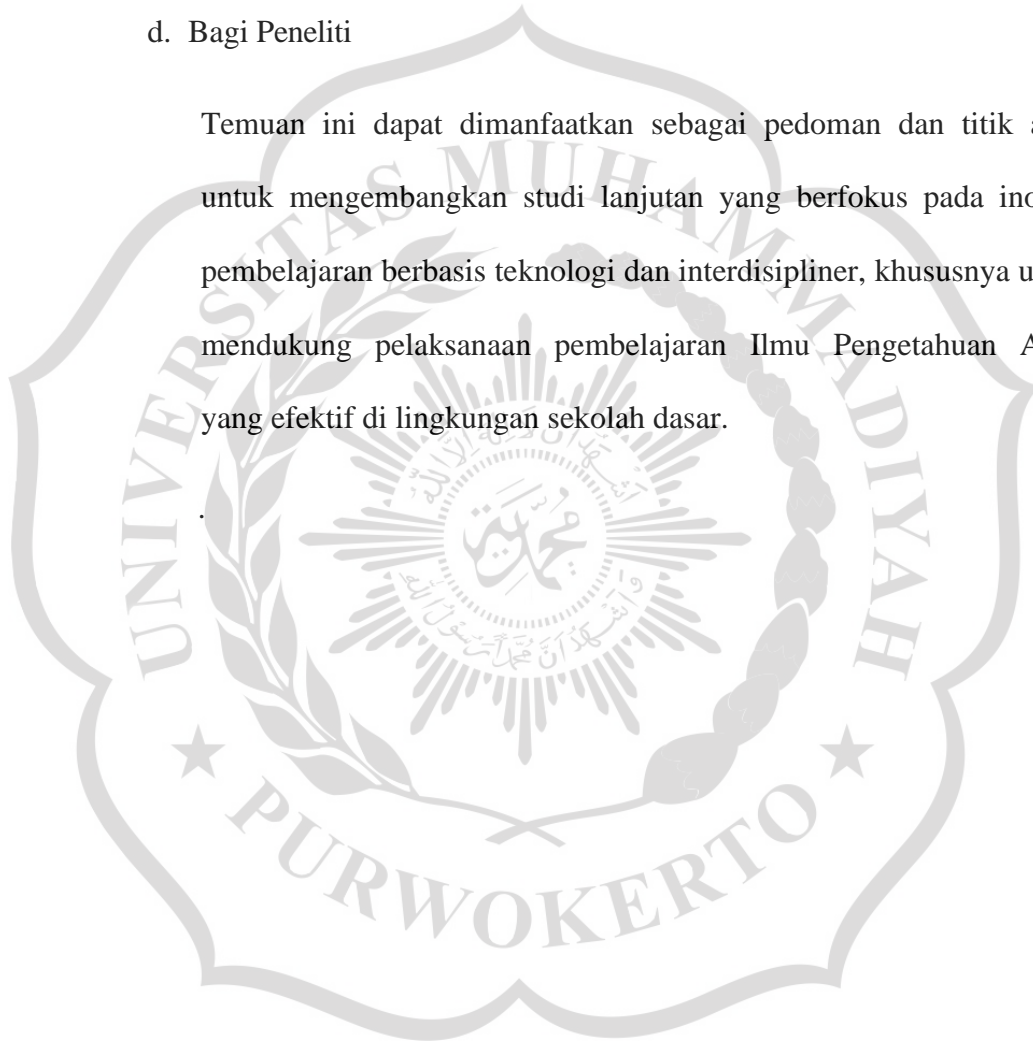 d. Bagi Peneliti
Temuan ini dapat dimanfaatkan sebagai pedoman dan titik a
untuk mengembangkan studi lanjutan yang berfokus pada ino
pembelajaran berbasis teknologi dan interdisipliner, khususnya u
mendukung pelaksanaan pembelajaran Ilmu Pengetahuan A
yang efektif di lingkungan sekolah dasar.
.
UNIVERSITAS MUHAMMADIYAH
PURWOKERTO